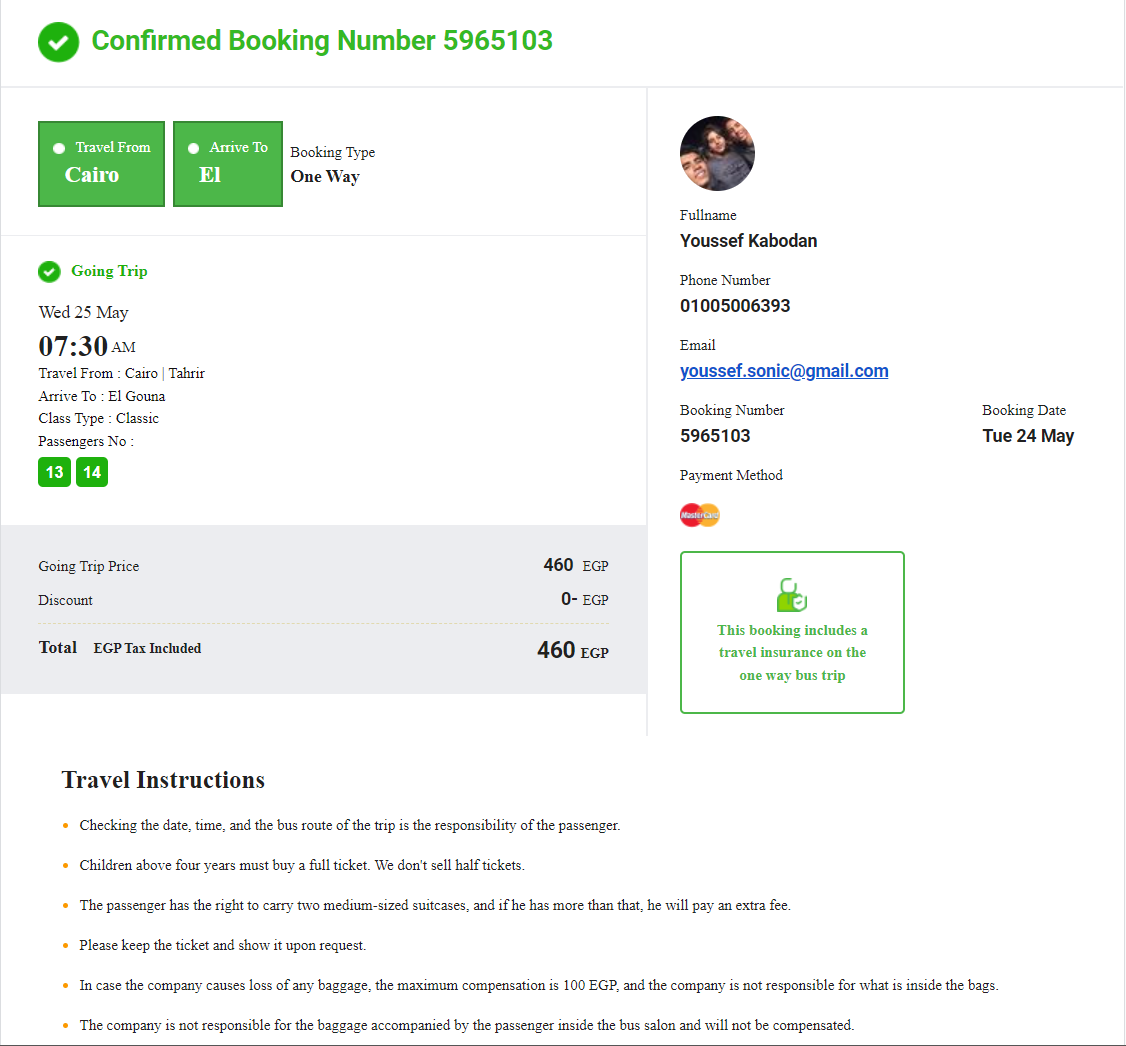 Confirmed Booking Number 5965103
Travel From
Cairo
Arrive To
El
Booking Type
One Way
Going Trip
Wed 25 May
07:30 AM
Travel From : Cairo | Tahrir
Arrive To : El Gouna
Class Type : Classic
Passengers No :
13 14
Going Trip Price 460 EGP
Discount 0- EGP
Total EGP Tax Included 460 EGP
Fullname
Youssef Kabodan
Phone Number
01005006393
Email
youssef.sonic@gmail.com
Booking Number
5965103
Booking Date
Tue 24 May
Payment Method
MasterCard
This booking includes a
travel insurance on the
one way bus trip
Travel Instructions
Checking the date, time, and the bus route of the trip is the responsibility of the passenger.
Children above four years must buy a full ticket. We don't sell half tickets.
The passenger has the right to carry two medium-sized suitcases, and if he has more than that, he will pay an extra fee.
Please keep the ticket and show it upon request.
In case the company causes loss of any baggage, the maximum compensation is 100 EGP, and the company is not responsible for what is inside the bags.
The company is not responsible for the baggage accompanied by the passenger inside the bus salon and will not be compensated.